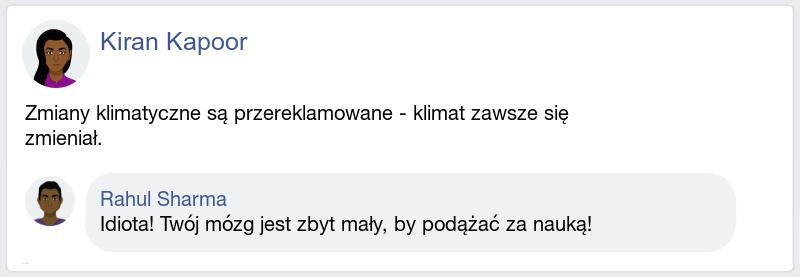 Kiran Kapoor
Zmiany klimatyczne są przereklamowane - klimat zawsze się
zmieniał.
Rahul Sharma
Idiota! Twój mózg jest zbyt mały, by podążać za nauką!